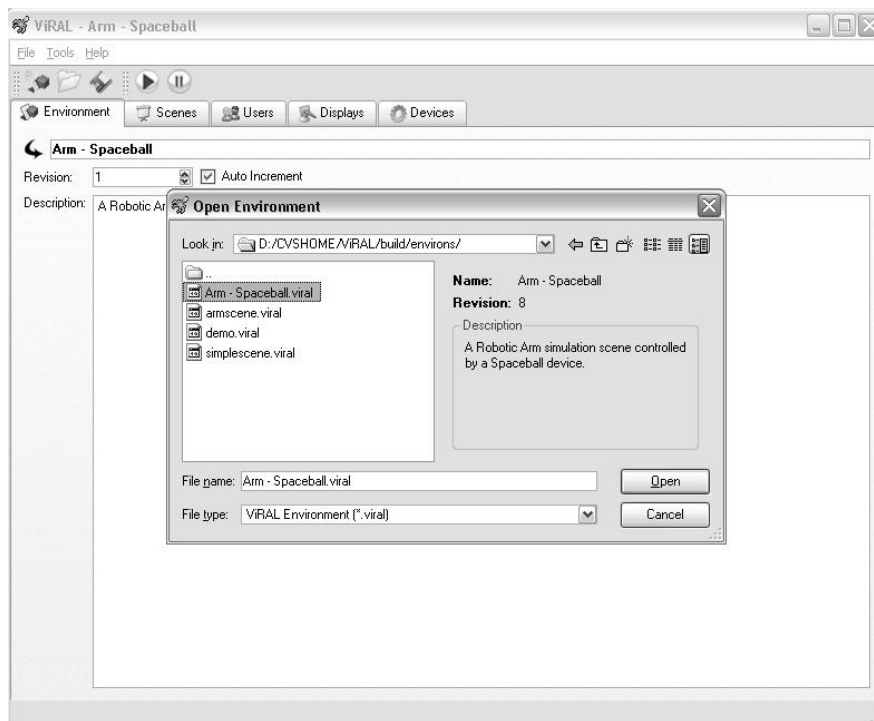 ViRAL - Arm - Spaceball
File Tools Help
Environment Scenes Users Displays Devices
Arm - Spaceball
Revision: 1 Auto Increment
Description: A Robotic Ar
Open Environment
Look in: D:/CVSHOME/ViRAL/build/environs/
..
Arm - Spaceball.viral
armscene.viral
demo.viral
simplescene.viral
Name: Arm - Spaceball
Revision: 8
Description
A Robotic Arm simulation scene controlled
by a Spaceball device.
File name: Arm - Spaceball.viral
Open
File type: ViRAL Environment (*.viral)
Cancel